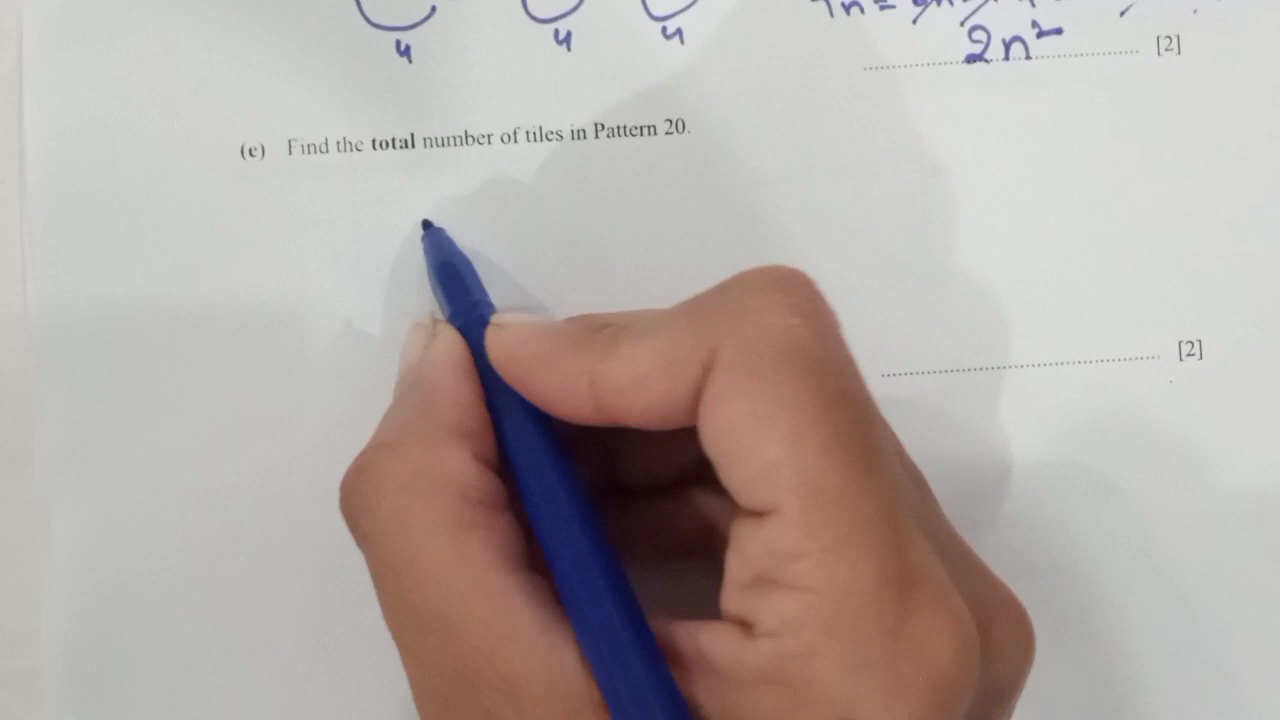 4 4 4
2n² [2]
(c) Find the total number of tiles in Pattern 20.
[2]